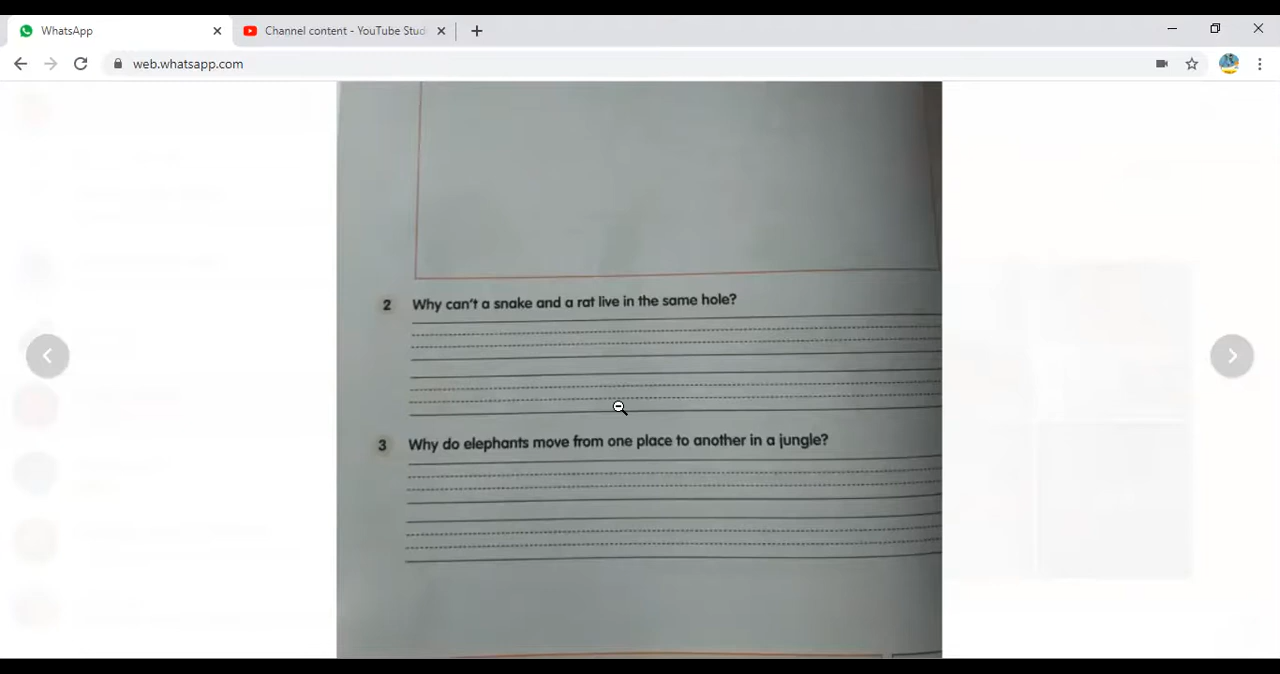 WhatsApp
Channel content - YouTube Stud
web.whatsapp.com
2 Why can't a snake and a rat live in the same hole?
3 Why do elephants move from one place to another in a jungle?